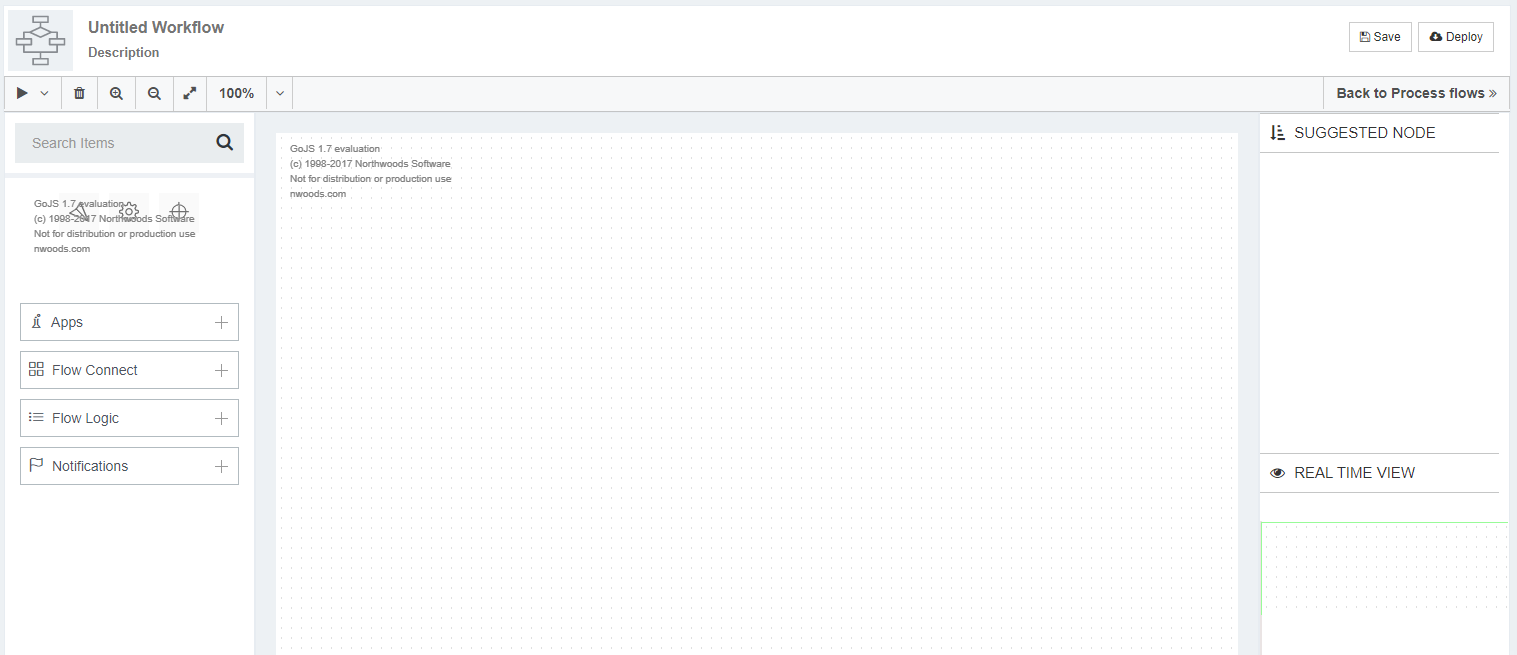 Untitled Workflow
Description
Save
Deploy
100%
Back to Process flows »
Search Items
GoJS 1.7 evaluation
(c) 1998-2017 Northwoods Software
Not for distribution or production use
nwoods.com
Apps
Flow Connect
Flow Logic
Notifications
GoJS 1.7 evaluation
(c) 1998-2017 Northwoods Software
Not for distribution or production use
nwoods.com
SUGGESTED NODE
REAL TIME VIEW